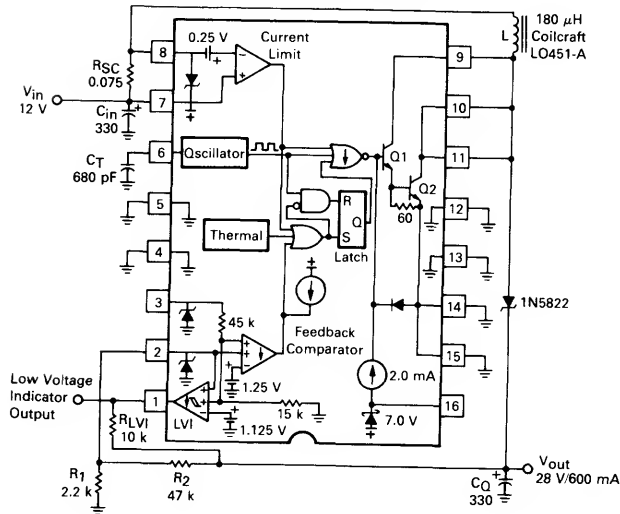 180 µH
Coilcraft
LO451-A
L
Current
Limit
0.25 V
+
-
+
8
9
RSC
0.075
Vin
12 V
7
+
Cin
330
+
10
CT
680 pF
6
Qscillator
11
Q1
Q2
60
5
R
Q
S
Latch
12
Thermal
4
+
13
3
45 k
1N5822
14
Feedback
Comparator
2
+
+
-
15
Low Voltage
Indicator
Output
1.25 V
2.0 mA
1
+
+
-
LVI
15 k
16
RLVI
10 k
1.125 V
7.0 V
+
R1
2.2 k
R2
47 k
CQ
330
+
Vout
28 V/600 mA